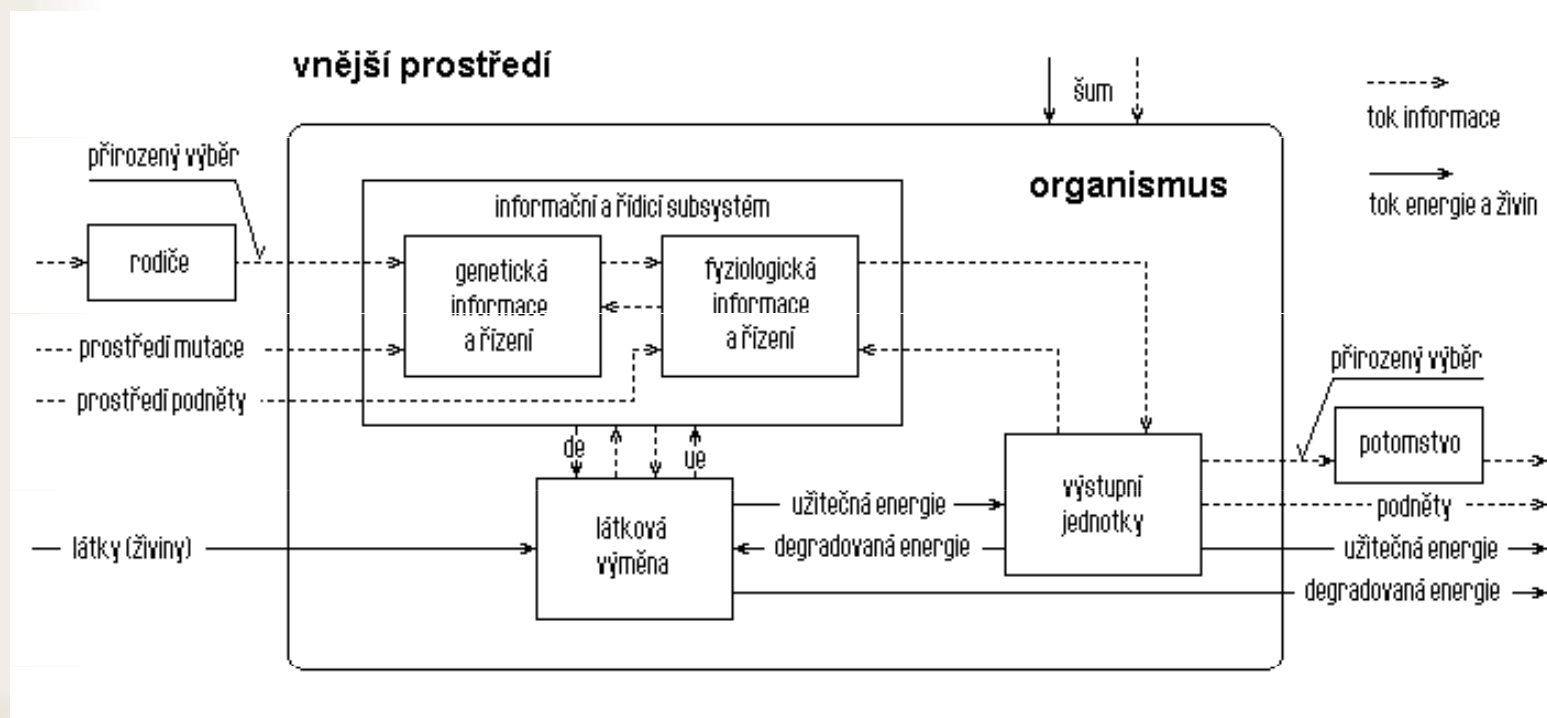 vnější prostředí
šum
tok informace
přirozený výběr
organismus
tok energie a živin
informační a řídicí subsystém
rodiče
genetická
informace
a řízení
fyziologická
informace
a řízení
prostředí mutace
prostředí podněty
přirozený výběr
de
ue
potomstvo
výstupní
jednotky
podněty
látky (živiny)
látková
výměna
užitečná energie
degradovaná energie
užitečná energie
degradovaná energie